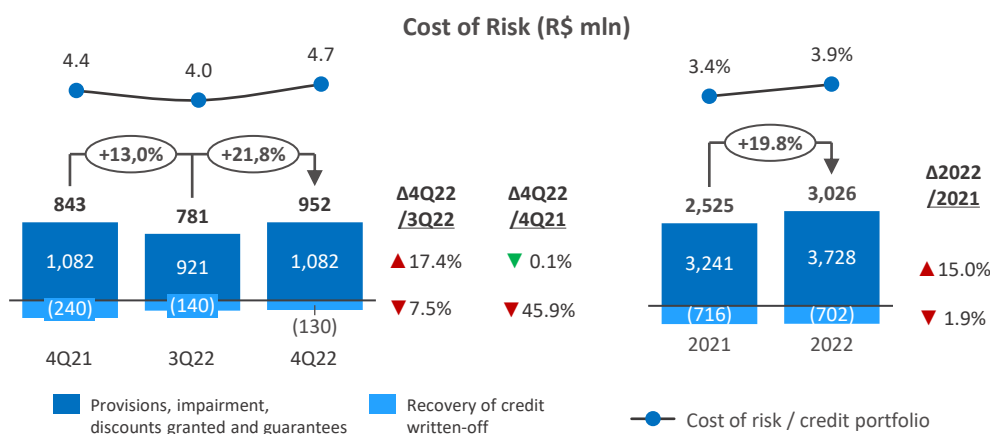 Cost of Risk (R$ mln)
4.4
4.0
4.7
3.4%
3.9%
+13,0%
+21,8%
+19.8%
843
781
952
Δ4Q22
/3Q22
Δ4Q22
/4Q21
2,525
3,026
Δ2022
/2021
1,082
921
1,082
▲ 17.4%
▼ 0.1%
3,241
3,728
▲ 15.0%
(240)
(140)
(130)
▼ 7.5%
▼ 45.9%
(716)
(702)
▼ 1.9%
4Q21
3Q22
4Q22
2021
2022
Provisions, impairment,
discounts granted and guarantees
Recovery of credit
written-off
Cost of risk / credit portfolio